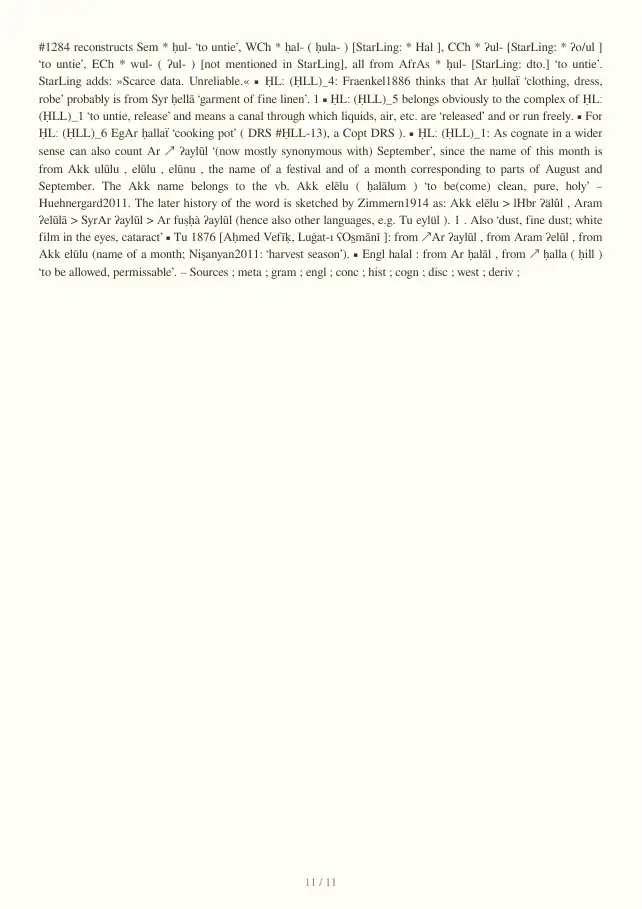 #1284 reconstructs Sem * ḥul- ‘to untie’, WCh * ḥal- ( ḥula- ) [StarLing: * Hal ], CCh * ʔul- [StarLing: * ʔo/ul ]
‘to untie’, ECh * wul- ( ʔul- ) [not mentioned in StarLing], all from AfrAs * ḥul- [StarLing: dto.] ‘to untie’.
StarLing adds: »Scarce data. Unreliable.« ▪ ḤLː (ḤLL)_4: Fraenkel1886 thinks that Ar ḥullaẗ ‘clothing, dress,
robe’ probably is from Syr ḥellā ‘garment of fine linen’. 1 ▪ ḤLː (ḤLL)_5 belongs obviously to the complex of ḤLː
(ḤLL)_1 ‘to untie, release’ and means a canal through which liquids, air, etc. are ‘released’ and or run freely. ▪ For
ḤLː (ḤLL)_6 EgAr ḥallaẗ ‘cooking pot’ ( DRS #ḤLL-13), a Copt DRS ). ▪ ḤLː (ḤLL)_1: As cognate in a wider
sense can also count Ar ↗ ʔaylūl ‘(now mostly synonymous with) September’, since the name of this month is
from Akk ulūlu , elūlu , elūnu , the name of a festival and of a month corresponding to parts of August and
September. The Akk name belongs to the vb. Akk elēlu ( ḥalālum ) ‘to be(come) clean, pure, holy’ –
Huehnergard2011. The later history of the word is sketched by Zimmern1914 as: Akk elēlu > lHbr ʔälûl , Aram
ʔelūlā > SyrAr ʔaylūl > Ar fuṣḥà ʔaylūl (hence also other languages, e.g. Tu eylül ). 1 . Also ‘dust, fine dust; white
film in the eyes, cataract’ ▪ Tu 1876 [Aḥmed Vefīḳ, Luġat-ı ʕOs̱mānī ]: from ↗Ar ʔaylūl , from Aram ʔelūl , from
Akk elūlu (name of a month; Nişanyan2011: ‘harvest season’). ▪ Engl halal : from Ar ḥalāl , from ↗ ḥalla ( ḥill )
‘to be allowed, permissable’. – Sources ; meta ; gram ; engl ; conc ; hist ; cogn ; disc ; west ; deriv ;
11 / 11